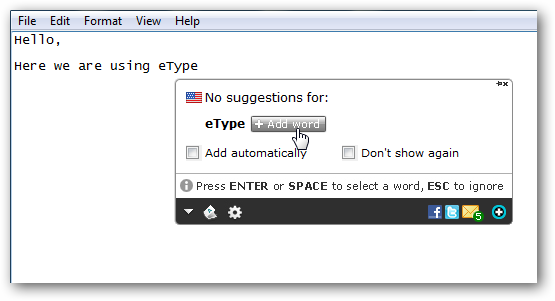 File Edit Format View Help
Hello,
Here we are using eType
No suggestions for:
eType + Add word
Add automatically Don't show again
Press ENTER or SPACE to select a word, ESC to ignore
5